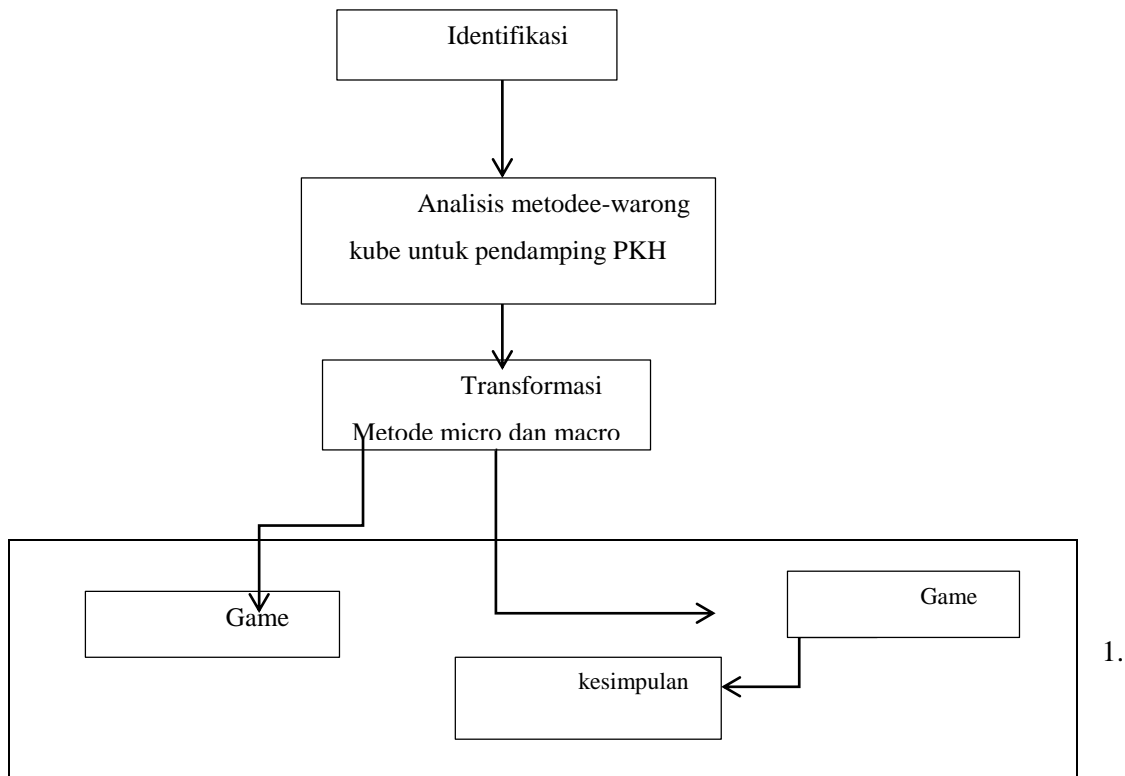 Identifikasi
Analisis metodee-warong
kube untuk pendamping PKH
Transformasi
Metode micro dan macro
Game
Game
kesimpulan
1.